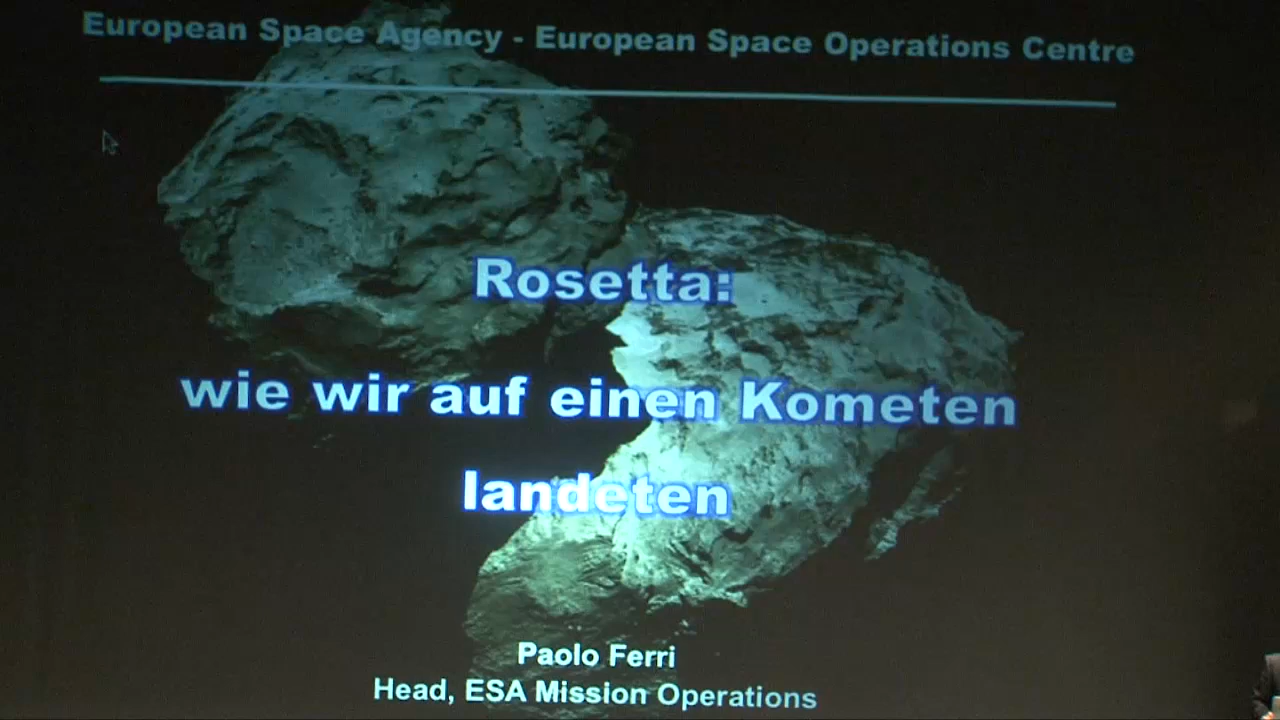 European Space Agency - European Space Operations Centre
Rosetta:
wie wir auf einen Kometen
landeten
Paolo Ferri
Head, ESA Mission Operations